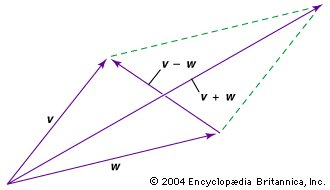 v − w
v + w
v
w
© 2004 Encyclopædia Britannica, Inc.